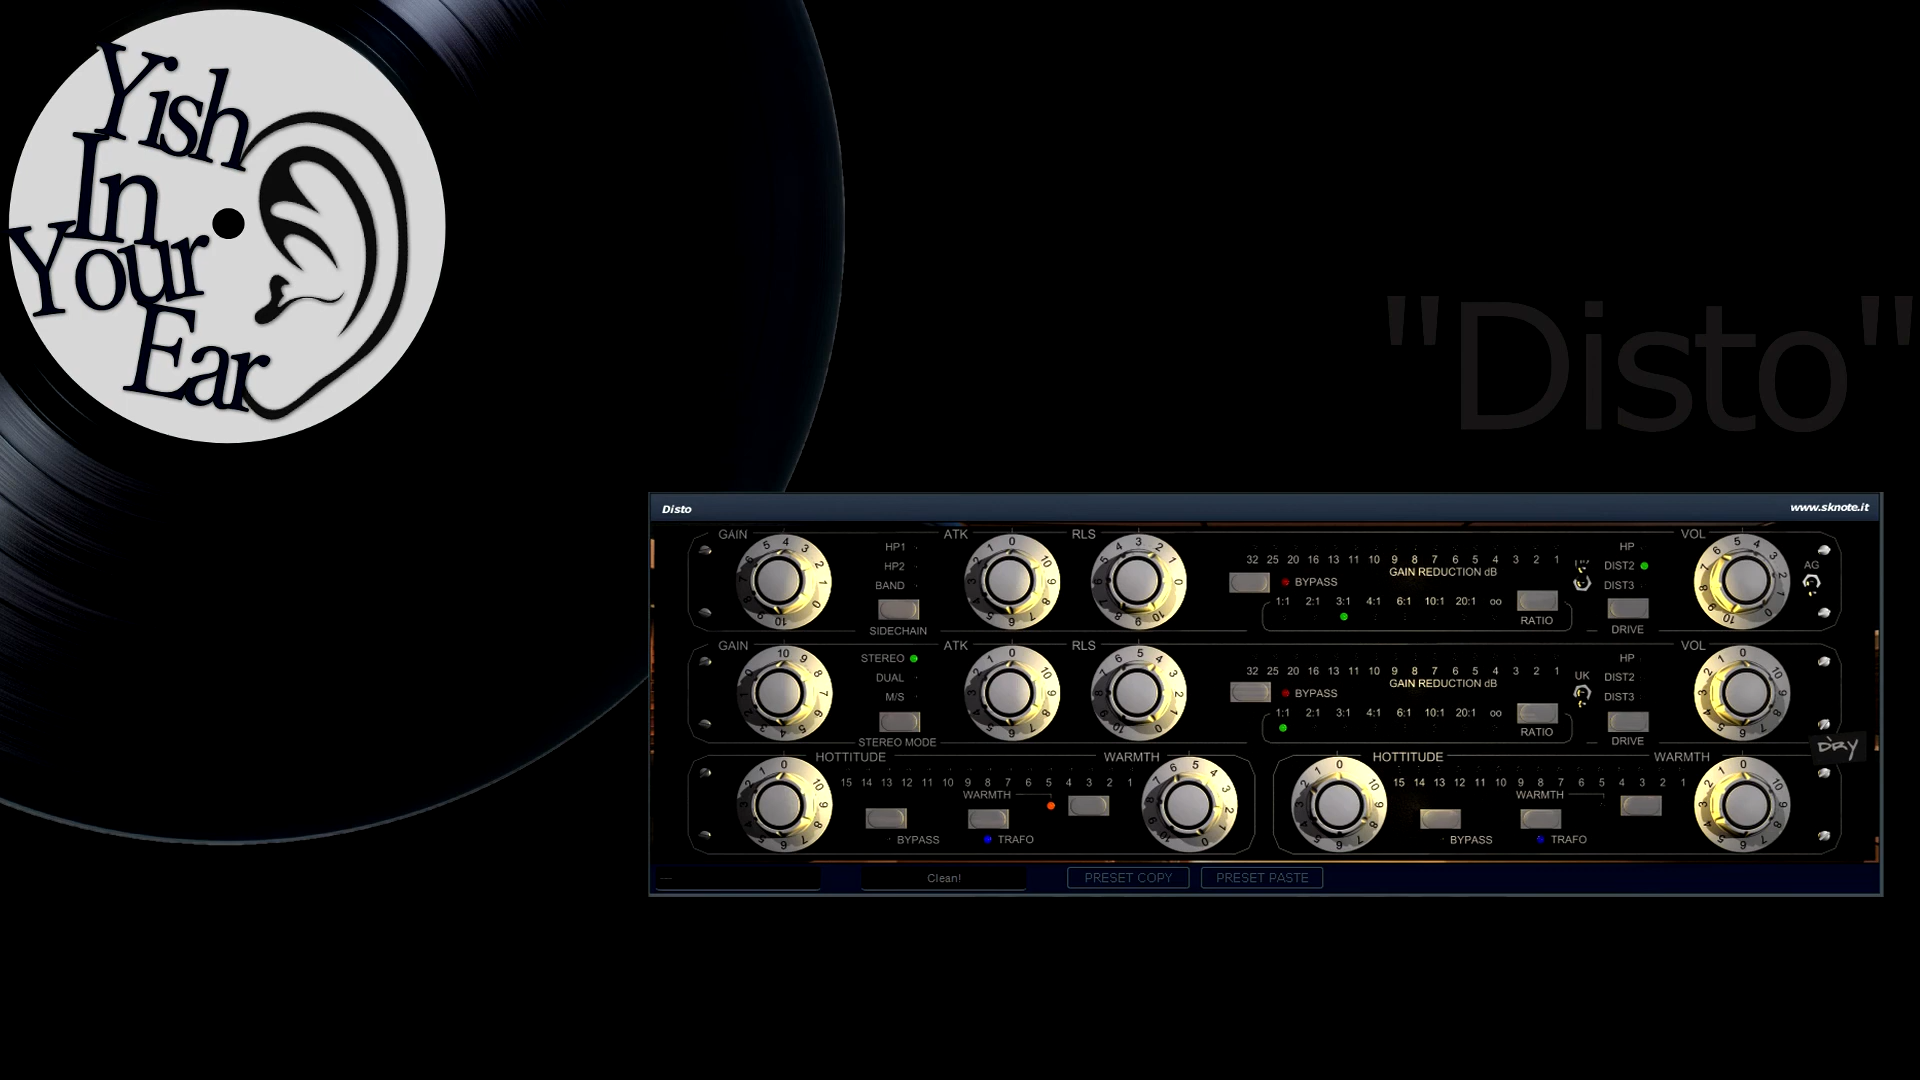 Yish
In
Your
Ear
"Disto"
Disto
www.sknote.it
GAIN
HP1
HP2
BAND
SIDECHAIN
ATK
RLS
32 25 20 16 13 11 10 9 8 7 6 5 4 3 2 1
GAIN REDUCTION dB
BYPASS
1:1 2:1 3:1 4:1 6:1 10:1 20:1 oo
RATIO
HP
DIST2
DIST3
DRIVE
VOL
AG
GAIN
STEREO
DUAL
M/S
STEREO MODE
ATK
RLS
32 25 20 16 13 11 10 9 8 7 6 5 4 3 2 1
GAIN REDUCTION dB
BYPASS
1:1 2:1 3:1 4:1 6:1 10:1 20:1 oo
RATIO
UK
HP
DIST2
DIST3
DRIVE
VOL
DRY
HOTTITUDE
WARMTH
15 14 13 12 11 10 9 8 7 6 5 4 3 2 1
WARMTH
BYPASS
TRAFO
HOTTITUDE
WARMTH
15 14 13 12 11 10 9 8 7 6 5 4 3 2 1
WARMTH
BYPASS
TRAFO
Clean!
PRESET COPY
PRESET PASTE